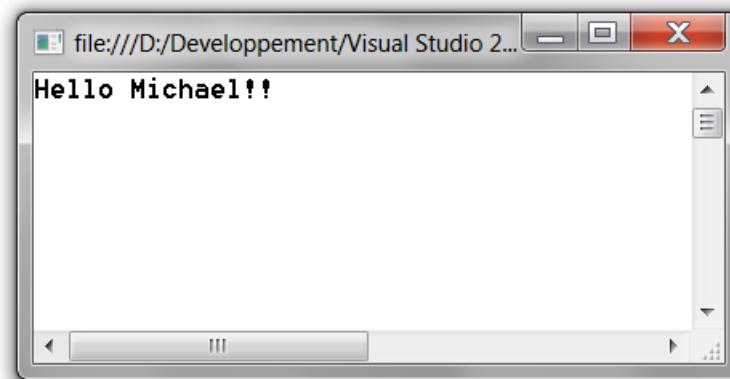 file:///D:/Developpement/Visual Studio 2...
Hello Michael!!